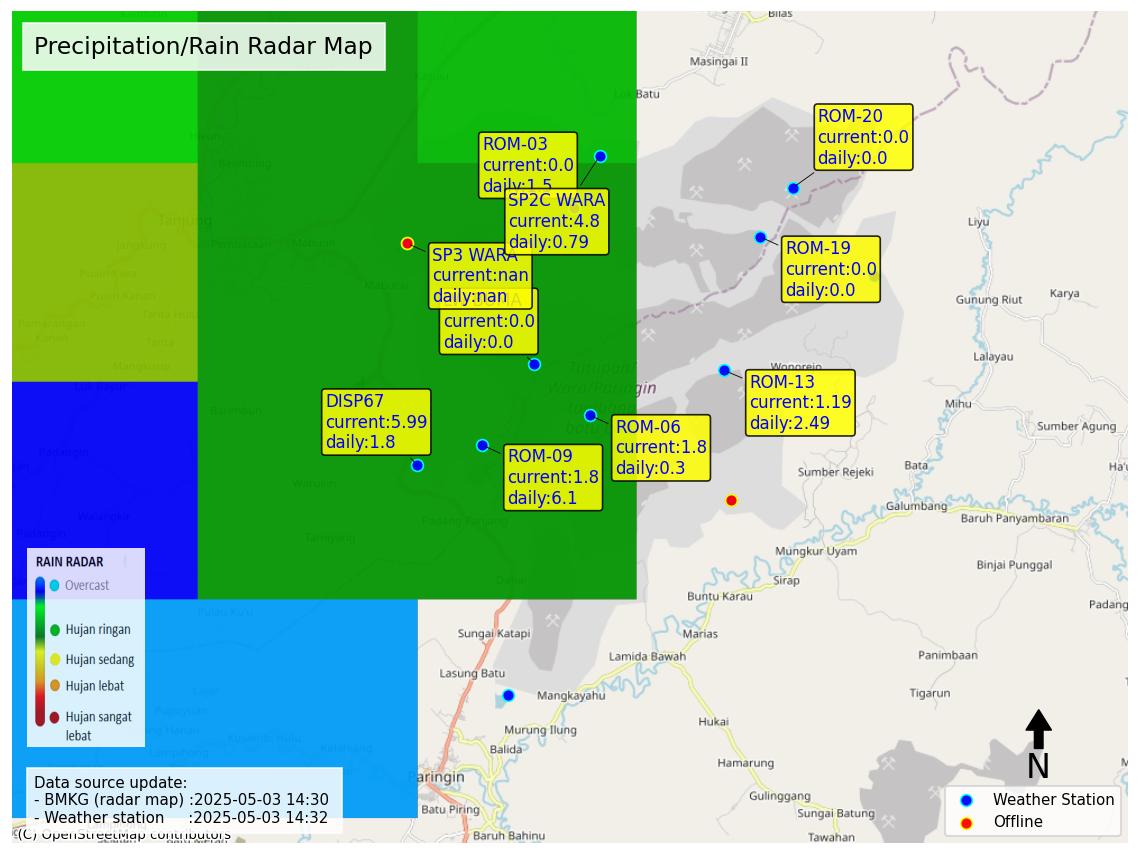 Precipitation/Rain Radar Map
Bilas
Masingai II
Lok Batu
ROM-20
current:0.0
daily:0.0
ROM-03
current:0.0
daily:1.5
SP2C WARA
current:4.8
daily:0.79
Tanjung
Liyu
ROM-19
current:0.0
daily:0.0
SP3 WARA
current:nan
daily:nan
current:0.0
daily:0.0
Gunung Riut
Karya
Lalayau
Wonorejo
Wara/Paringin
ROM-13
current:1.19
daily:2.49
DISP67
current:5.99
daily:1.8
Mihu
ROM-06
current:1.8
daily:0.3
Sumber Agung
ROM-09
current:1.8
daily:6.1
Bata
Sumber Rejeki
Galumbang
Baruh Panyambaran
Padang Panjang
Mungkur Uyam
Binjai Punggal
Sirap
Buntu Karau
Padang
RAIN RADAR
Overcast
Hujan ringan
Hujan sedang
Hujan lebat
Hujan sangat
lebat
Sungai Katapi
Marias
Lamida Bawah
Panimbaan
Lasung Batu
Mangkayahu
Tigarun
Murung Ilung
Hukai
Balida
Hamarung
Paringin
Gulinggang
Batu Piring
Sungai Batung
Baruh Bahinu
Tawahan
N
Data source update:
- BMKG (radar map) :2025-05-03 14:30
- Weather station :2025-05-03 14:32
(C) OpenStreetMap contributors
Weather Station
Offline